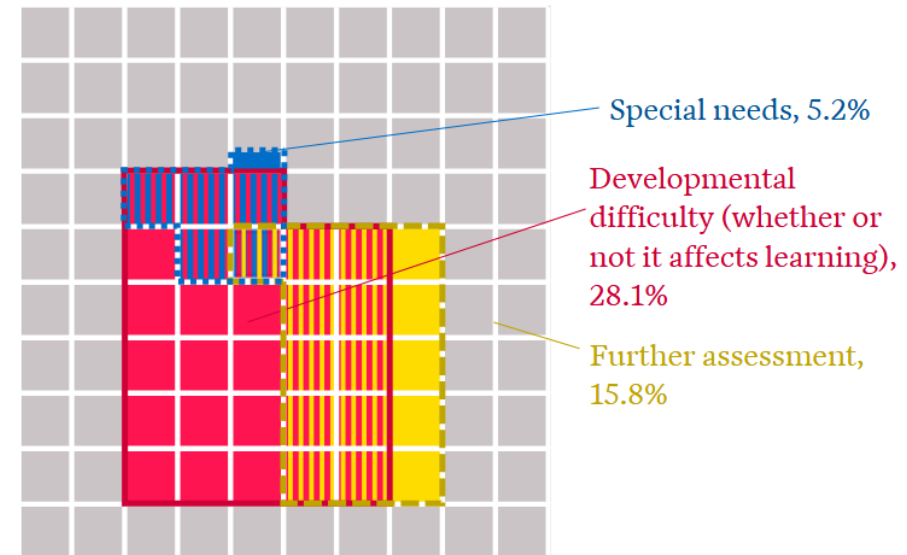 Special needs, 5.2%
Developmental
difficulty (whether or
not it affects learning),
28.1%
Further assessment,
15.8%